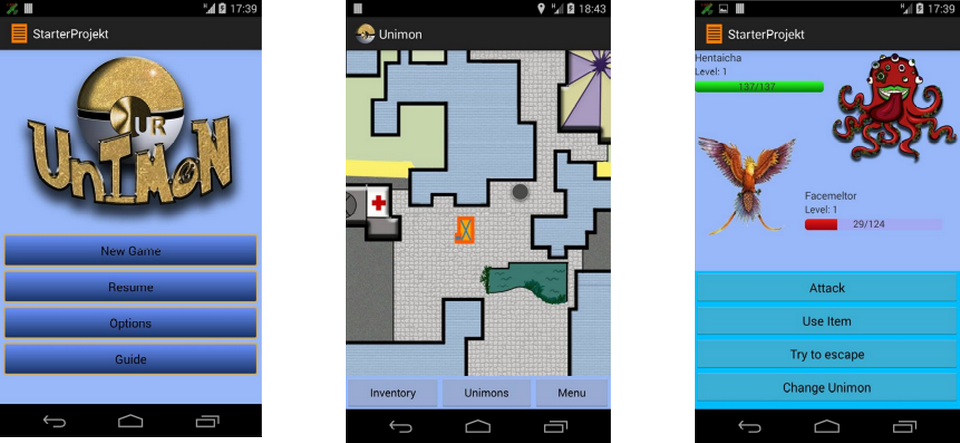 17:39
StarterProjekt
UR
UNIMON
New Game
Resume
Options
Guide
18:43
Unimon
Inventory
Unimons
Menu
17:39
StarterProjekt
Hentaicha
Level: 1
137/137
Facemeltor
Level: 1
29/124
Attack
Use Item
Try to escape
Change Unimon